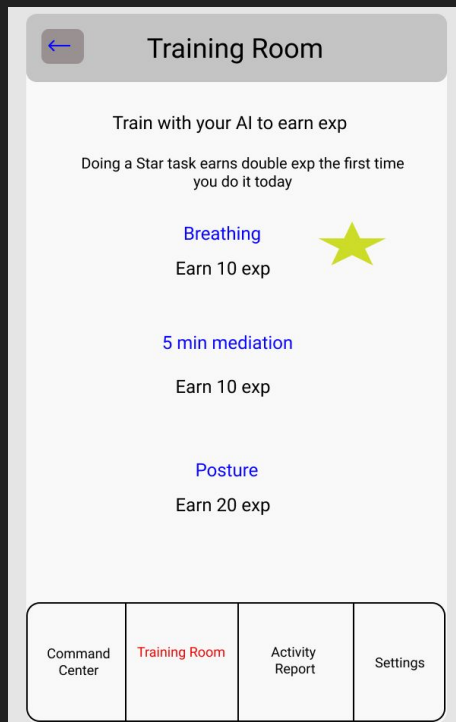 Training Room
Train with your AI to earn exp
Doing a Star task earns double exp the first time
you do it today
Breathing
Earn 10 exp
5 min mediation
Earn 10 exp
Posture
Earn 20 exp
Command
Center
Training Room
Activity
Report
Settings